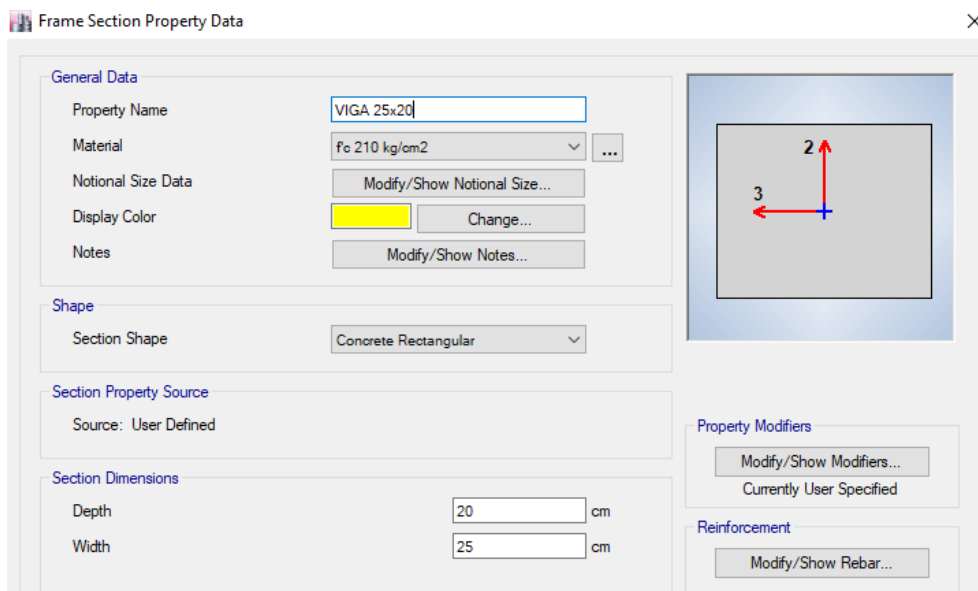 Frame Section Property Data
General Data
Property Name VIGA 25x20
Material f'c 210 kg/cm2 ...
Notional Size Data Modify/Show Notional Size...
Display Color Change...
Notes Modify/Show Notes...
Shape
Section Shape Concrete Rectangular
Section Property Source
Source: User Defined
Section Dimensions
Depth 20 cm
Width 25 cm
2
3
Property Modifiers
Modify/Show Modifiers...
Currently User Specified
Reinforcement
Modify/Show Rebar...